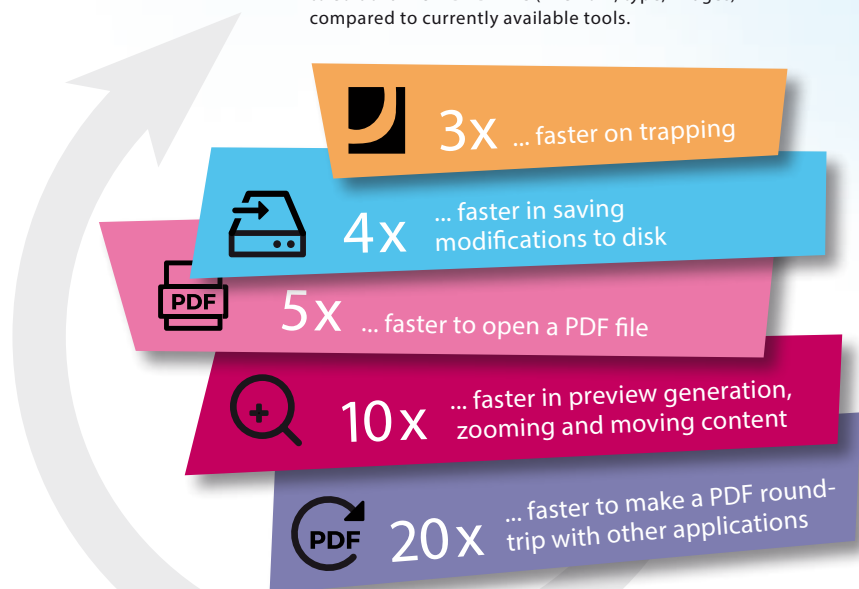 compared to currently available tools.
3x ... faster on trapping
4x ... faster in saving
modifications to disk
PDF
5x ... faster to open a PDF file
10x ... faster in preview generation,
zooming and moving content
PDF
20x ... faster to make a PDF round-
trip with other applications